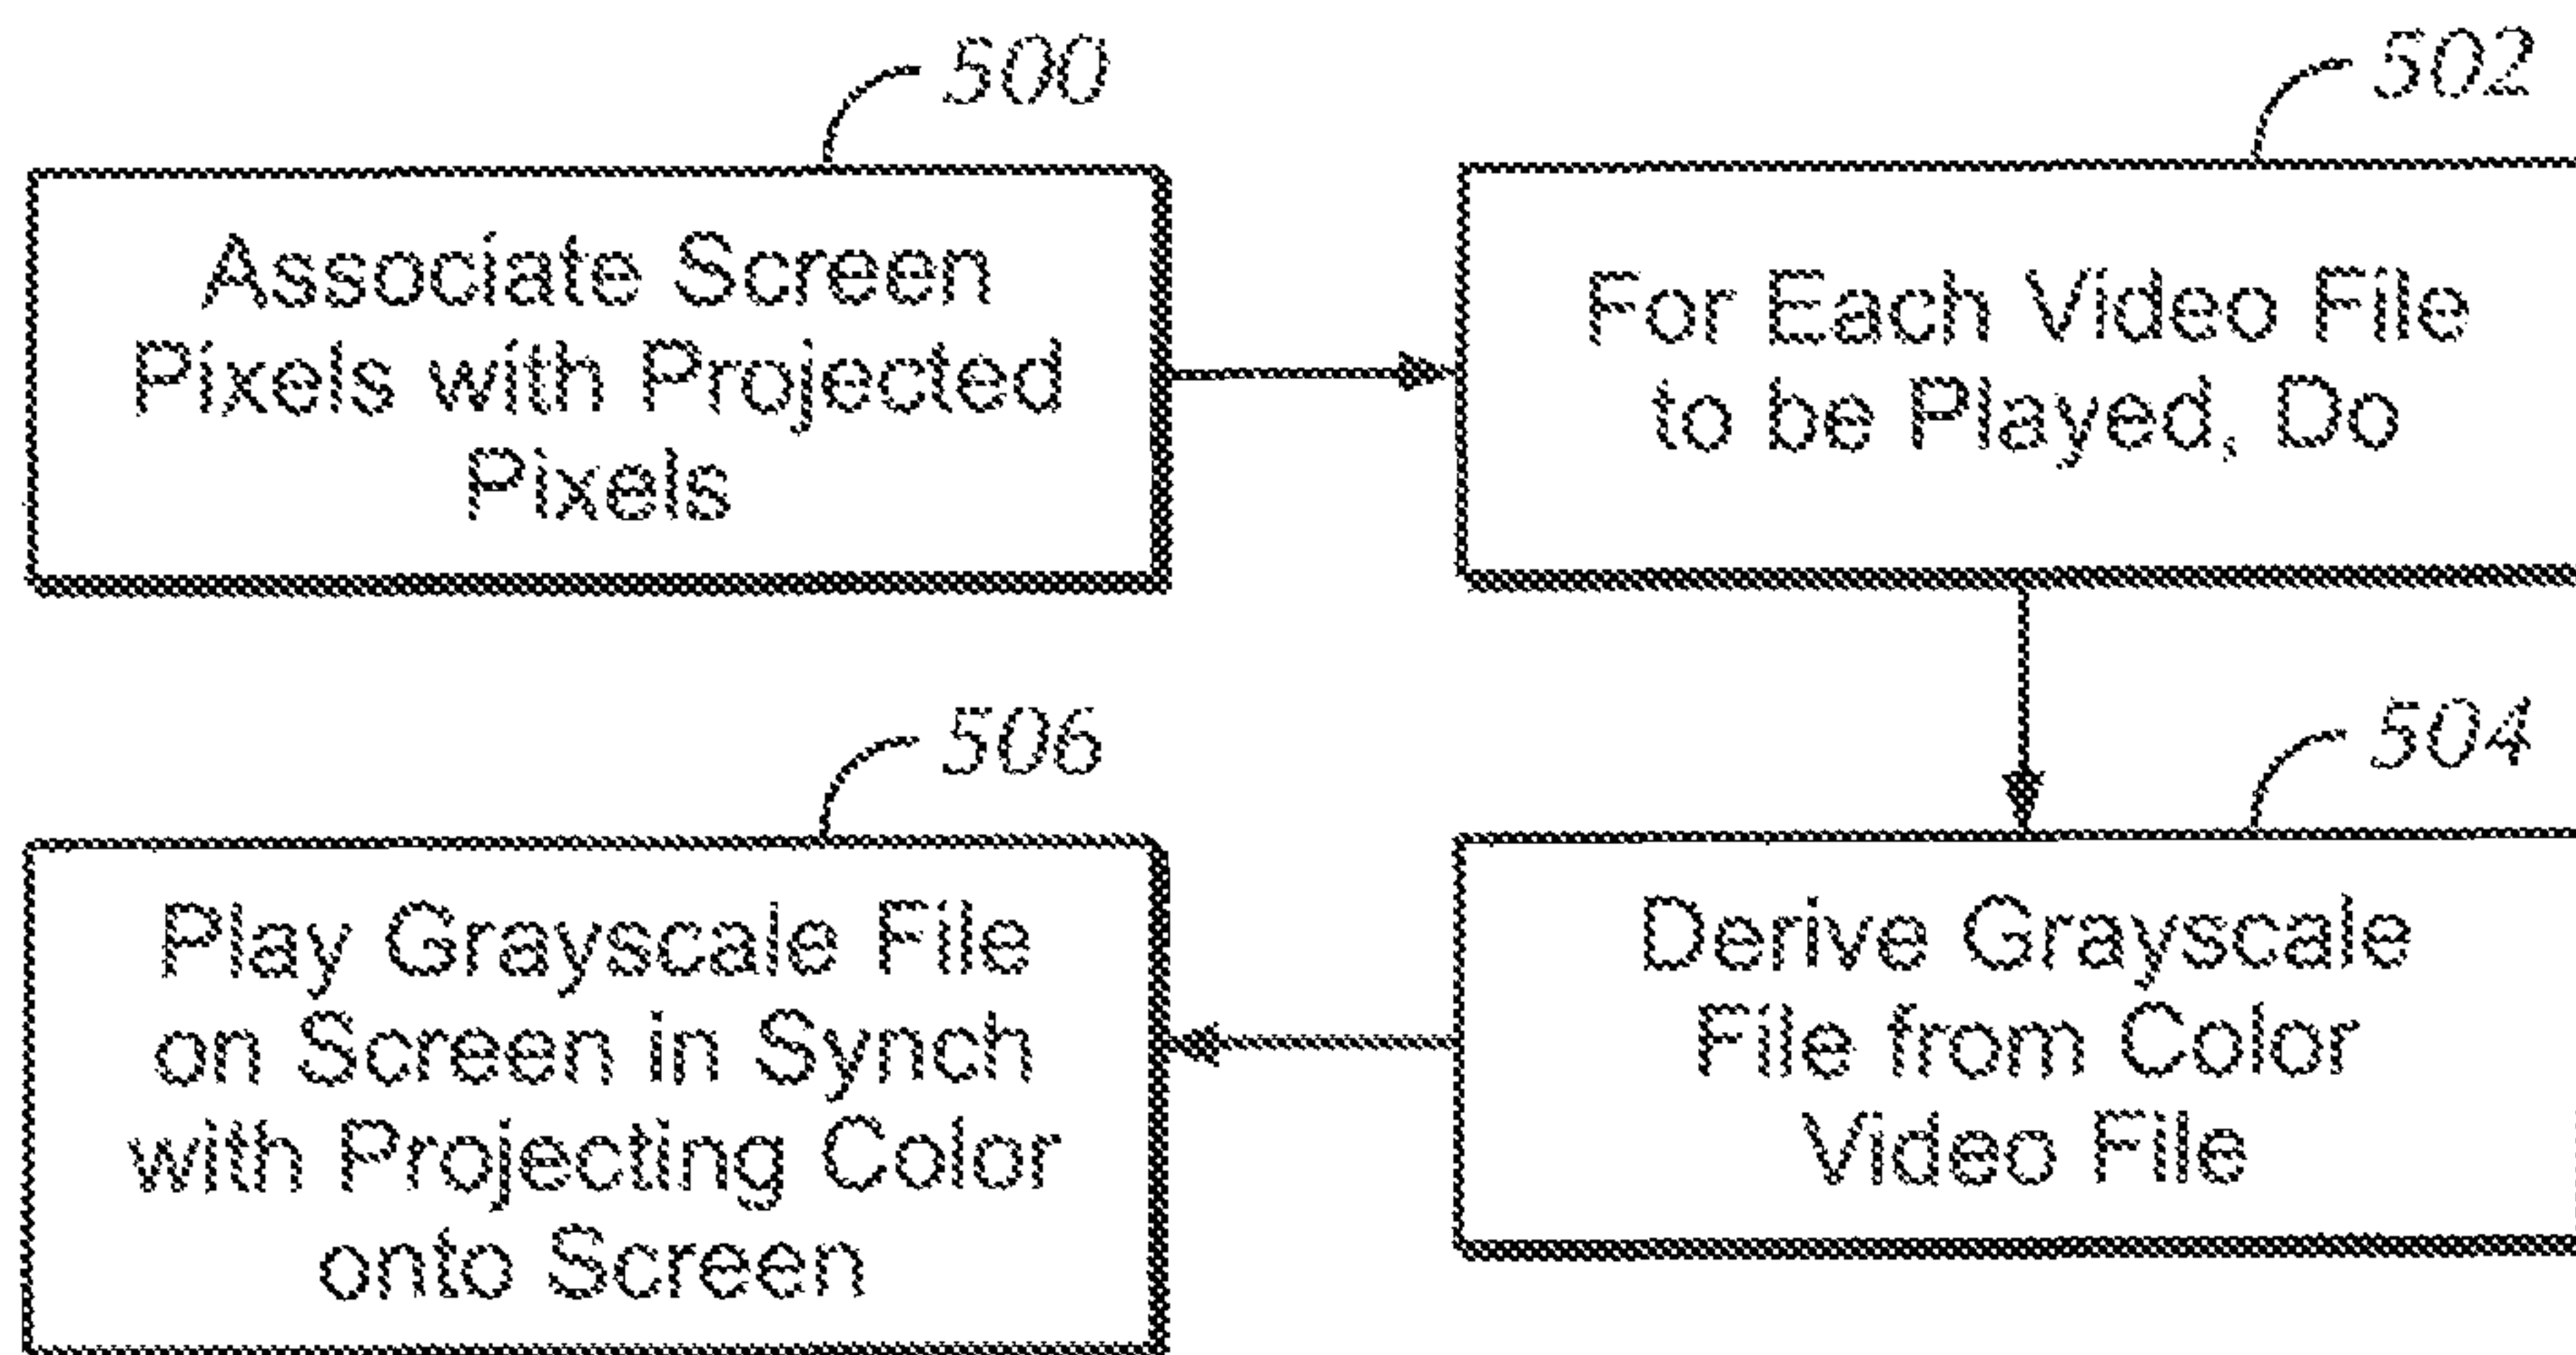 500
Associate Screen
Pixels with Projected
Pixels
502
For Each Video File
to be Played, Do
504
Derive Grayscale
File from Color
Video File
506
Play Grayscale File
on Screen in Synch
with Projecting Color
onto Screen